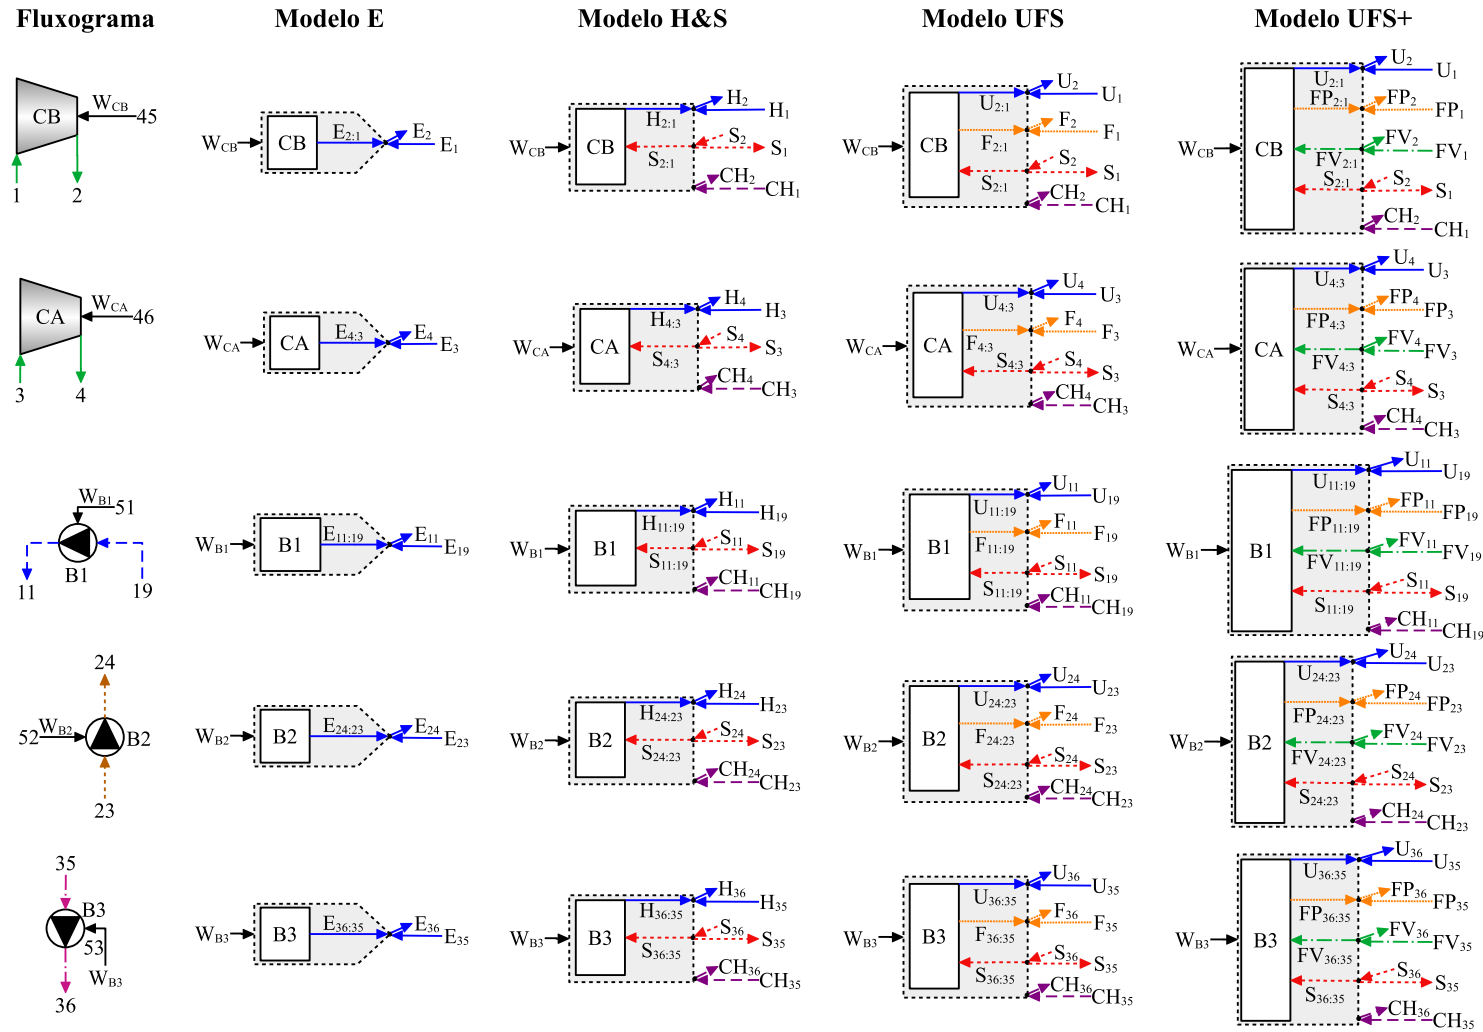 Fluxograma Modelo E Modelo H&S Modelo UFS Modelo UFS+
CB W_CB 45 1 2
W_CB CB E_2:1 E_2 E_1
W_CB CB H_2:1 H_2 H_1 S_2:1 S_2 S_1 CH_2 CH_1
W_CB CB U_2:1 U_2 U_1 F_2:1 F_2 F_1 S_2:1 S_2 S_1 CH_2 CH_1
W_CB CB U_2:1 U_2 U_1 FP_2:1 FP_2 FP_1 FV_2:1 FV_2 FV_1 S_2:1 S_2 S_1 CH_2 CH_1
CA W_CA 46 3 4
W_CA CA E_4:3 E_4 E_3
W_CA CA H_4:3 H_4 H_3 S_4:3 S_4 S_3 CH_4 CH_3
W_CA CA U_4:3 U_4 U_3 F_4:3 F_4 F_3 S_4:3 S_4 S_3 CH_4 CH_3
W_CA CA U_4:3 U_4 U_3 FP_4:3 FP_4 FP_3 FV_4:3 FV_4 FV_3 S_4:3 S_4 S_3 CH_4 CH_3
W_B1 51 B1 11 19
W_B1 B1 E_11:19 E_11 E_19
W_B1 B1 H_11:19 H_11 H_19 S_11:19 S_11 S_19 CH_11 CH_19
W_B1 B1 U_11:19 U_11 U_19 F_11:19 F_11 F_19 S_11:19 S_11 S_19 CH_11 CH_19
W_B1 B1 U_11:19 U_11 U_19 FP_11:19 FP_11 FP_19 FV_11:19 FV_11 FV_19 S_11:19 S_11 S_19 CH_11 CH_19
24 52 W_B2 B2 23
W_B2 B2 E_24:23 E_24 E_23
W_B2 B2 H_24:23 H_24 H_23 S_24:23 S_24 S_23 CH_24 CH_23
W_B2 B2 U_24:23 U_24 U_23 F_24:23 F_24 F_23 S_24:23 S_24 S_23 CH_24 CH_23
W_B2 B2 U_24:23 U_24 U_23 FP_24:23 FP_24 FP_23 FV_24:23 FV_24 FV_23 S_24:23 S_24 S_23 CH_24 CH_23
35 B3 53 W_B3 36
W_B3 B3 E_36:35 E_36 E_35
W_B3 B3 H_36:35 H_36 H_35 S_36:35 S_36 S_35 CH_36 CH_35
W_B3 B3 U_36:35 U_36 U_35 F_36:35 F_36 F_35 S_36:35 S_36 S_35 CH_36 CH_35
W_B3 B3 U_36:35 U_36 U_35 FP_36:35 FP_36 FP_35 FV_36:35 FV_36 FV_35 S_36:35 S_36 S_35 CH_36 CH_35